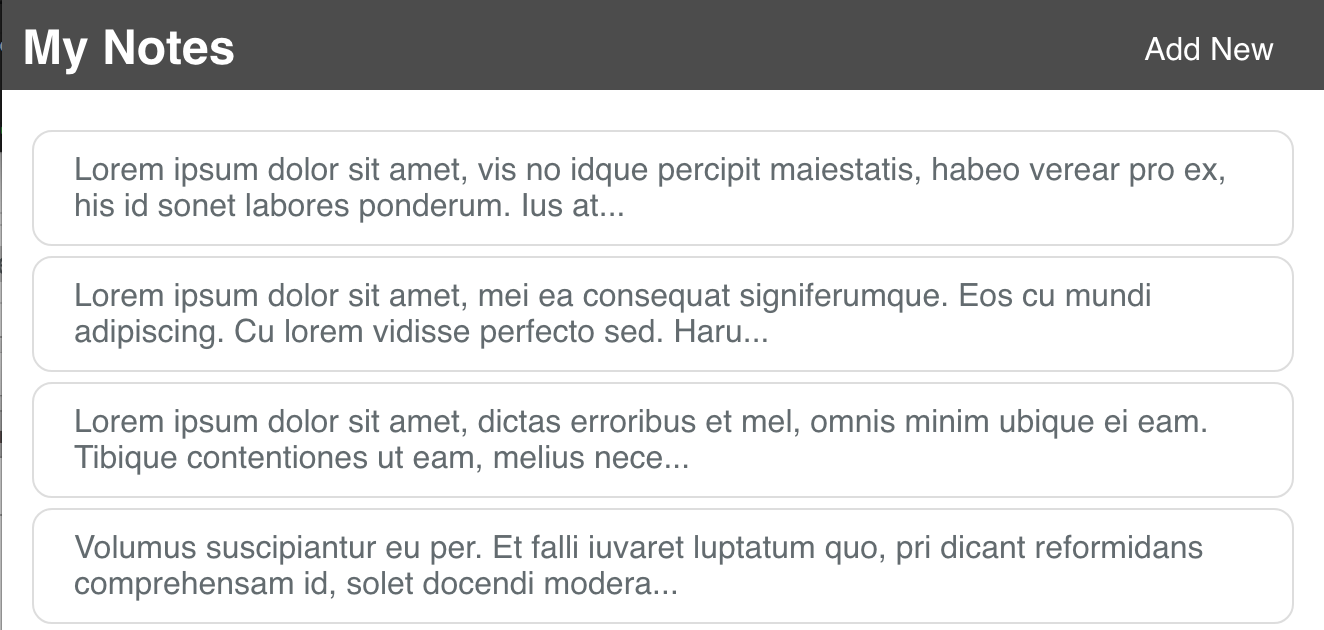 My Notes
Add New
Lorem ipsum dolor sit amet, vis no idque percipit maiestatis, habeo verear pro ex,
his id sonet labores ponderum. Ius at...
Lorem ipsum dolor sit amet, mei ea consequat signiferumque. Eos cu mundi
adipiscing. Cu lorem vidisse perfecto sed. Haru...
Lorem ipsum dolor sit amet, dictas erroribus et mel, omnis minim ubique ei eam.
Tibique contentiones ut eam, melius nece...
Volumus suscipiantur eu per. Et falli iuvaret luptatum quo, pri dicant reformidans
comprehensam id, solet docendi modera...